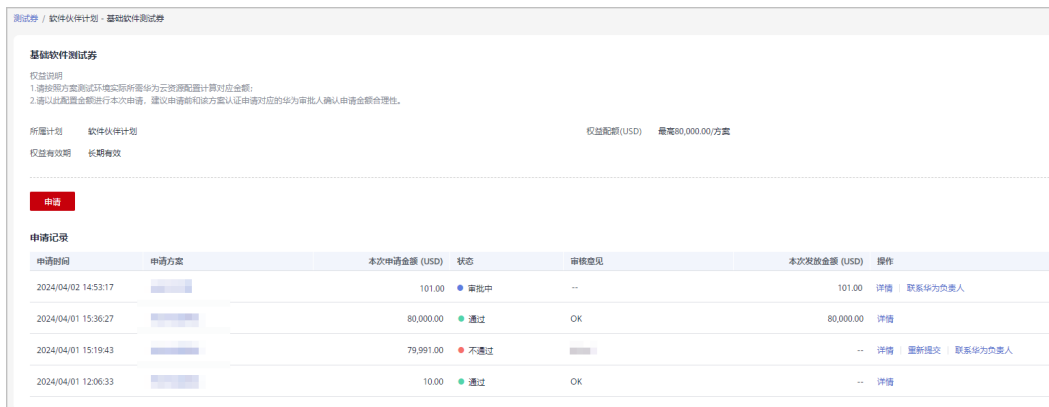 测试券 / 软件伙伴计划 - 基础软件测试券
基础软件测试券
权益说明
1.请按照方案测试环境实际所需华为云资源配置计算对应金额;
2.请以此配置金额进行本次申请, 建议申请前和该方案认证申请对应的华为审批人确认申请金额合理性。
所属计划 软件伙伴计划 权益配额(USD) 最高80,000.00/方案
权益有效期 长期有效
申请
申请记录
申请时间 申请方案 本次申请金额 (USD) 状态 审核意见 本次发放金额 (USD) 操作
2024/04/02 14:53:17 101.00 审批中 -- 101.00 详情 联系华为负责人
2024/04/01 15:36:27 80,000.00 通过 OK 80,000.00 详情
2024/04/01 15:19:43 79,991.00 不通过 -- 详情 重新提交 联系华为负责人
2024/04/01 12:06:33 10.00 通过 OK -- 详情